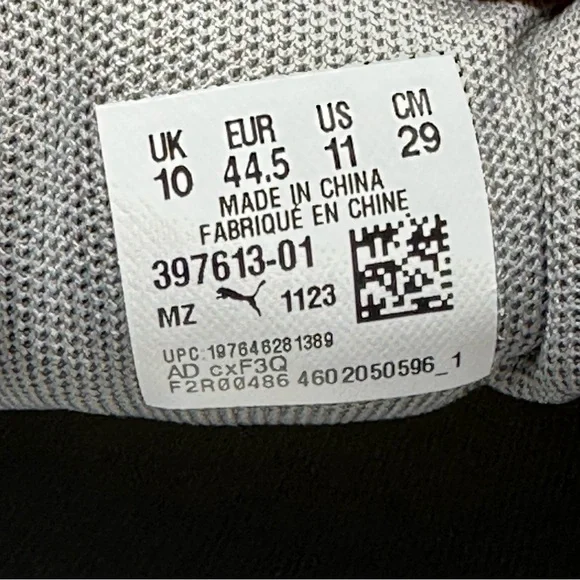 UK EUR US CM
10 44.5 11 29
MADE IN CHINA
FABRIQUÉ EN CHINE
397613-01
MZ 1123
UPC:197646281389
AD cxF3Q
F2R00486 4602050596_1